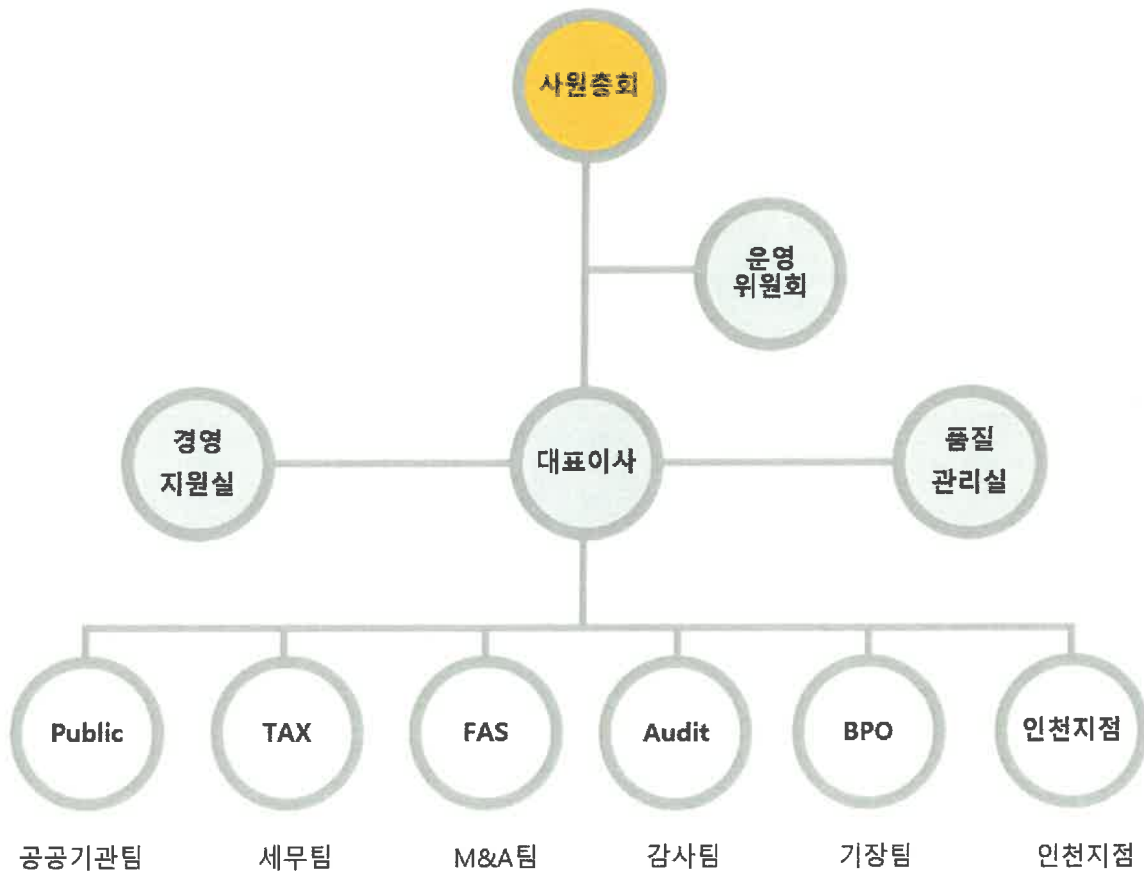 사원총회
운영
위원회
경영
지원실
대표이사
품질
관리실
Public
TAX
FAS
Audit
BPO
인천지점
공공기관팀
세무팀
M&A팀
감사팀
기장팀
인천지점